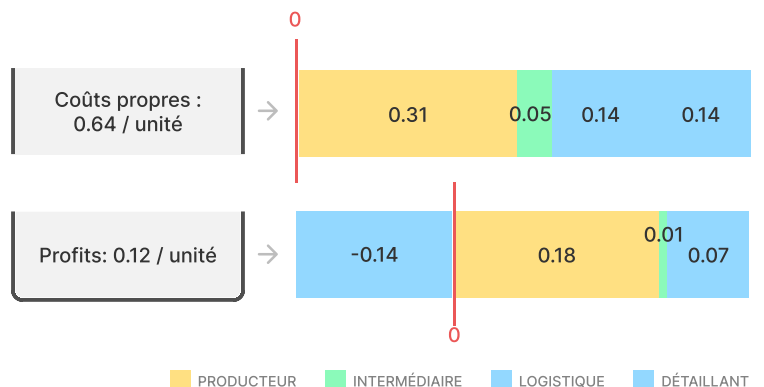 0
Coûts propres :
0.64 / unité
0.31
0.05
0.14
0.14
Profits: 0.12 / unité
-0.14
0.18
0.01
0.07
0
PRODUCTEUR
INTERMÉDIAIRE
LOGISTIQUE
DÉTAILLANT